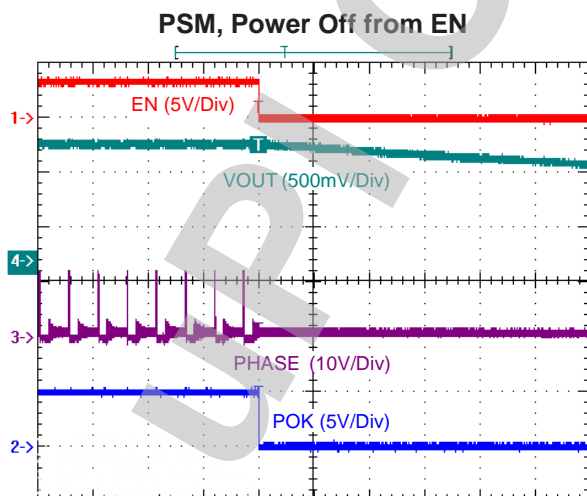 PSM, Power Off from EN
EN (5V/Div)
1->
T
VOUT (500mV/Div)
4->
3->
PHASE (10V/Div)
POK (5V/Div)
2->
UPI C